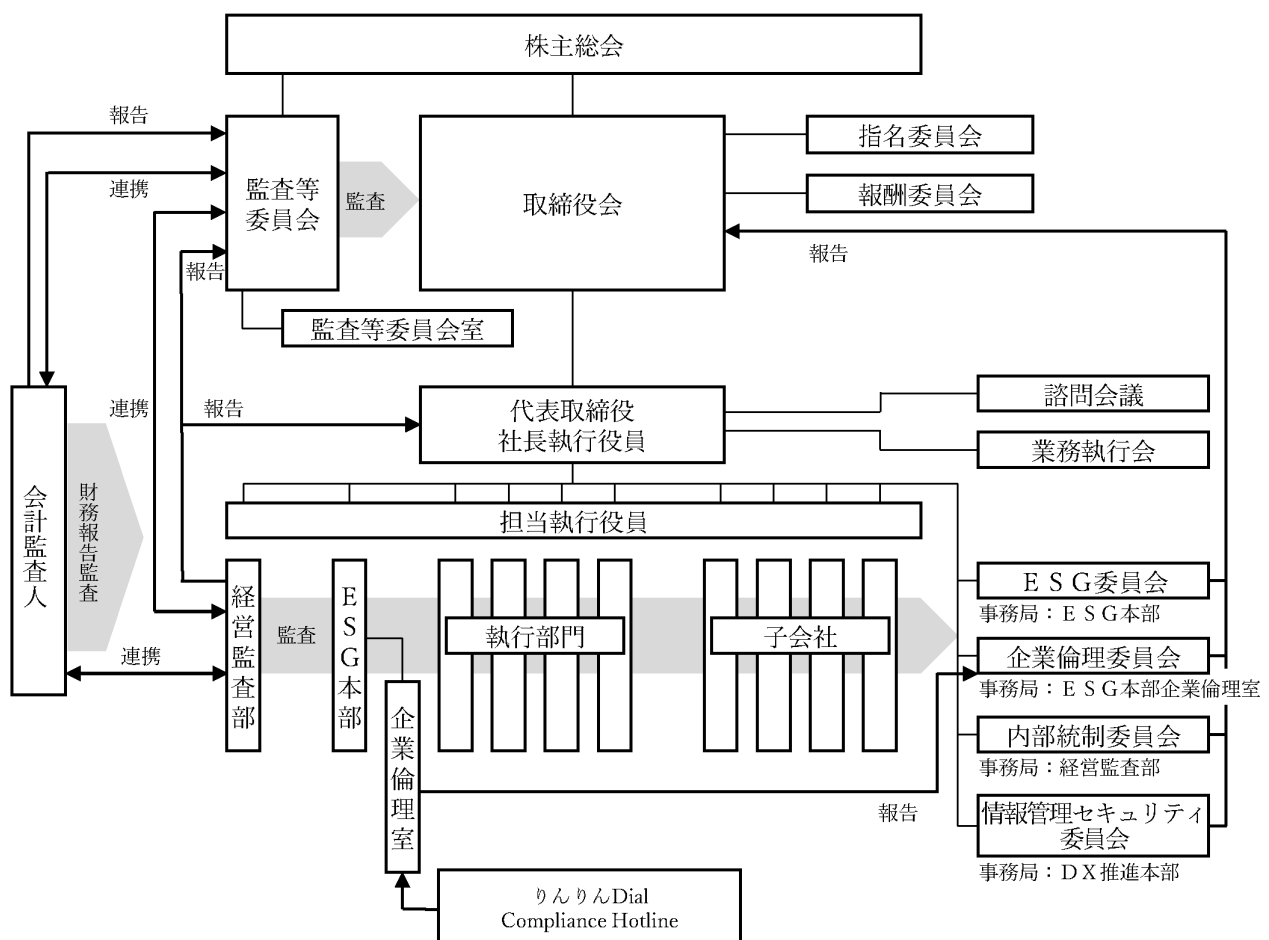 株主総会
報告
連携
監査等
委員会
監査
取締役会
指名委員会
報酬委員会
報告
報告
監査等委員会室
連携
報告
代表取締役
社長執行役員
諮問会議
業務執行会
会計監査人
財務報告監査
担当執行役員
経営監査部
監査
ESG本部
執行部門
子会社
ESG委員会
事務局:ESG本部
連携
企業倫理委員会
事務局:ESG本部企業倫理室
企業倫理室
内部統制委員会
事務局:経営監査部
報告
情報管理セキュリティ
委員会
事務局:DX推進本部
りんりんDial
Compliance Hotline